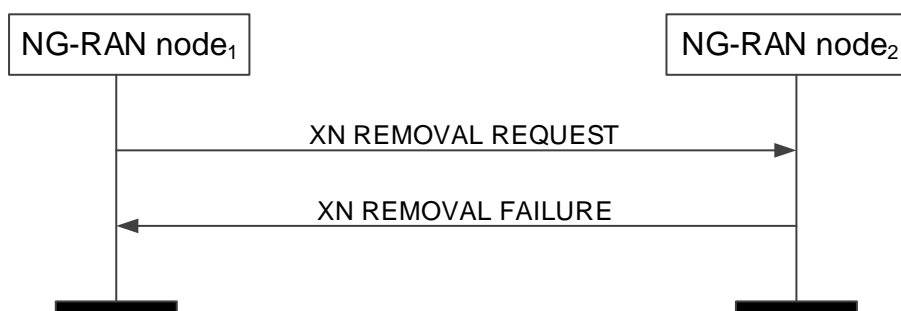 NG-RAN node₁
NG-RAN node₂
XN REMOVAL REQUEST
XN REMOVAL FAILURE